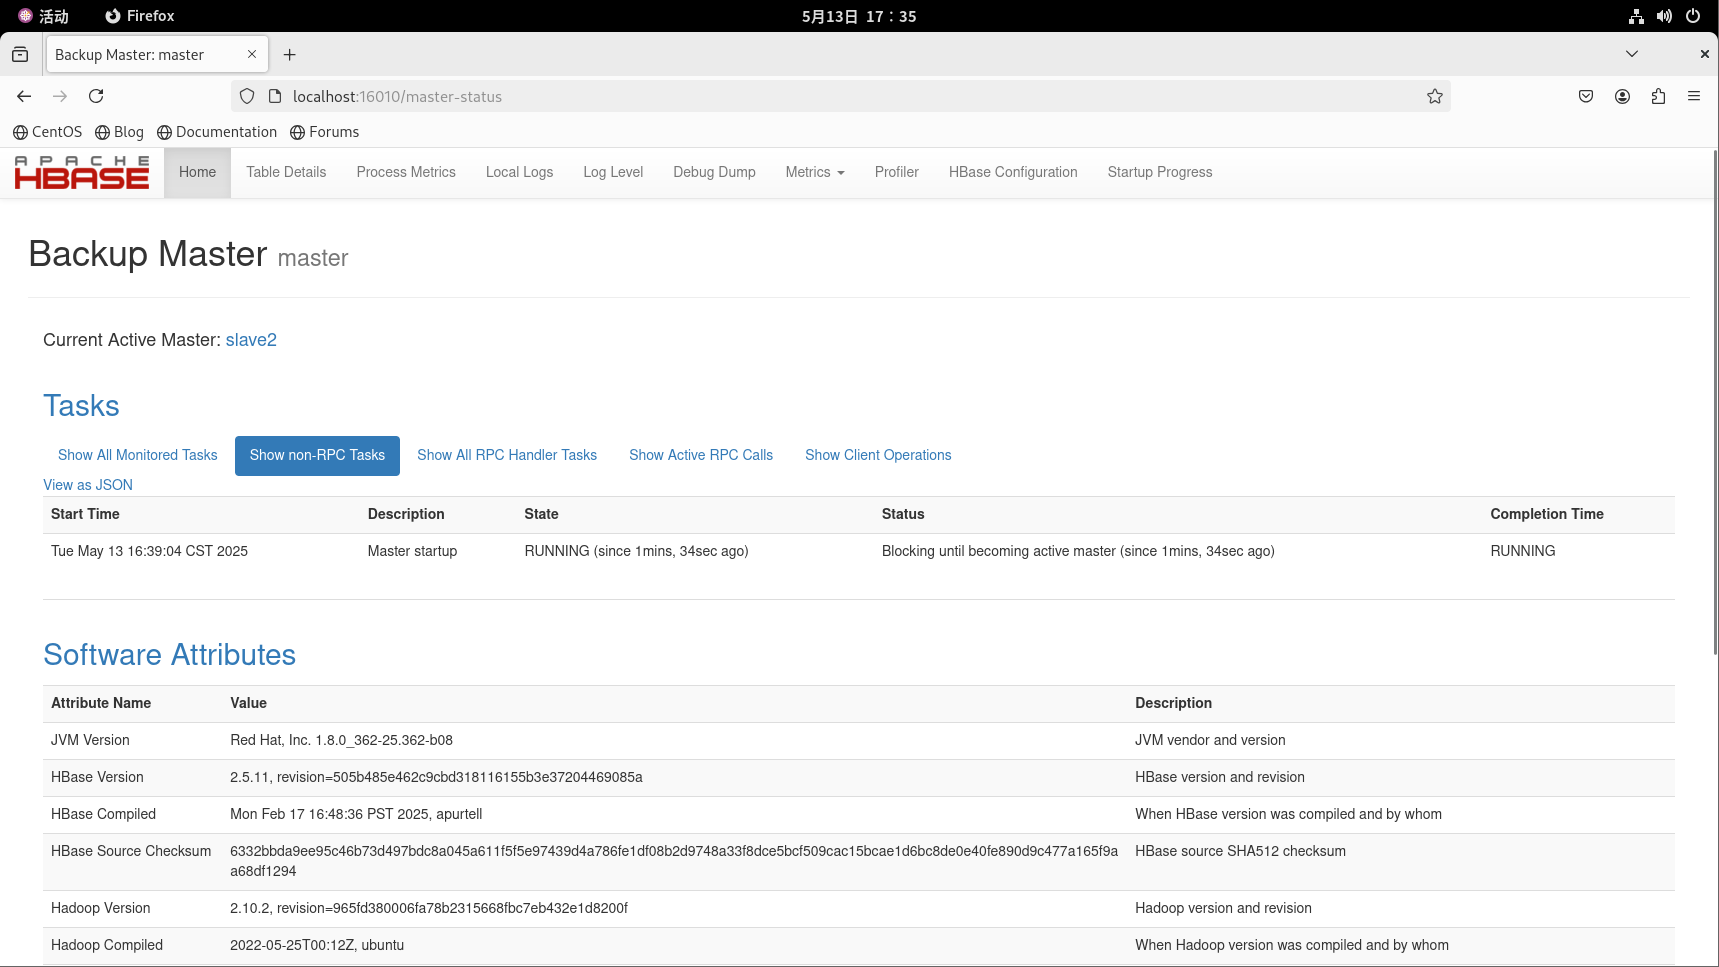 活动 Firefox 5月13日 17：35
Backup Master: master
localhost:16010/master-status
CentOS Blog Documentation Forums
APACHE HBASE Home Table Details Process Metrics Local Logs Log Level Debug Dump Metrics Profiler HBase Configuration Startup Progress
Backup Master master
Current Active Master: slave2
Tasks
Show All Monitored Tasks Show non-RPC Tasks Show All RPC Handler Tasks Show Active RPC Calls Show Client Operations
View as JSON
Start Time Description State Status Completion Time
Tue May 13 16:39:04 CST 2025 Master startup RUNNING (since 1mins, 34sec ago) Blocking until becoming active master (since 1mins, 34sec ago) RUNNING
Software Attributes
Attribute Name Value Description
JVM Version Red Hat, Inc. 1.8.0_362-25.362-b08 JVM vendor and version
HBase Version 2.5.11, revision=505b485e462c9cbd318116155b3e37204469085a HBase version and revision
HBase Compiled Mon Feb 17 16:48:36 PST 2025, apurtell When HBase version was compiled and by whom
HBase Source Checksum 6332bbda9ee95c46b73d497bdc8a045a611f5f5e97439d4a786fe1df08b2d9748a33f8dce5bcf509cac15bcae1d6bc8de0e40fe890d9c477a165f9a HBase source SHA512 checksum
a68df1294
Hadoop Version 2.10.2, revision=965fd380006fa78b2315668fbc7eb432e1d8200f Hadoop version and revision
Hadoop Compiled 2022-05-25T00:12Z, ubuntu When Hadoop version was compiled and by whom